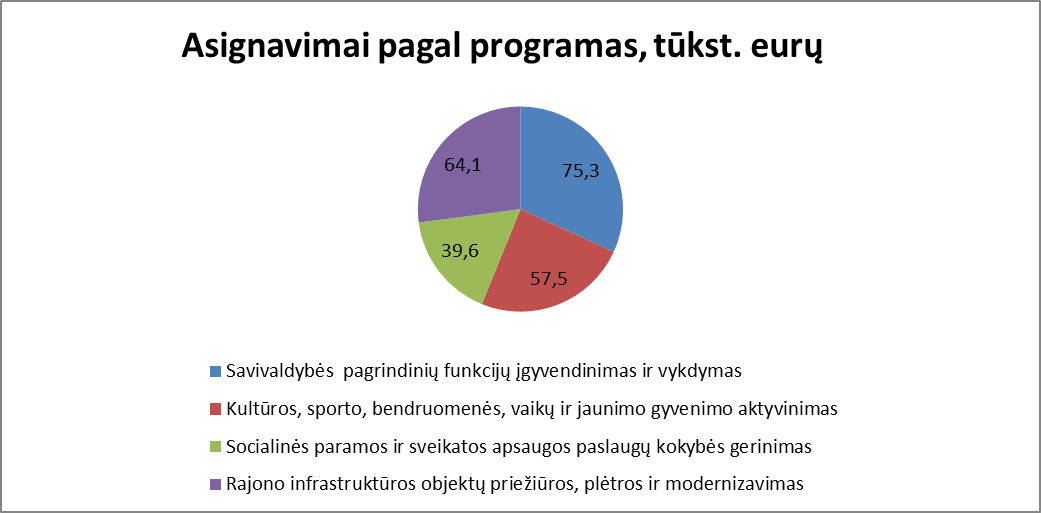 Asignavimai pagal programas, tūkst. eurų
64,1
75,3
39,6
57,5
Savivaldybės  pagrindinių funkcijų įgyvendinimas ir vykdymas
Kultūros, sporto, bendruomenės, vaikų ir jaunimo gyvenimo aktyvinimas
Socialinės paramos ir sveikatos apsaugos paslaugų kokybės gerinimas
Rajono infrastruktūros objektų priežiūros, plėtros ir modernizavimas